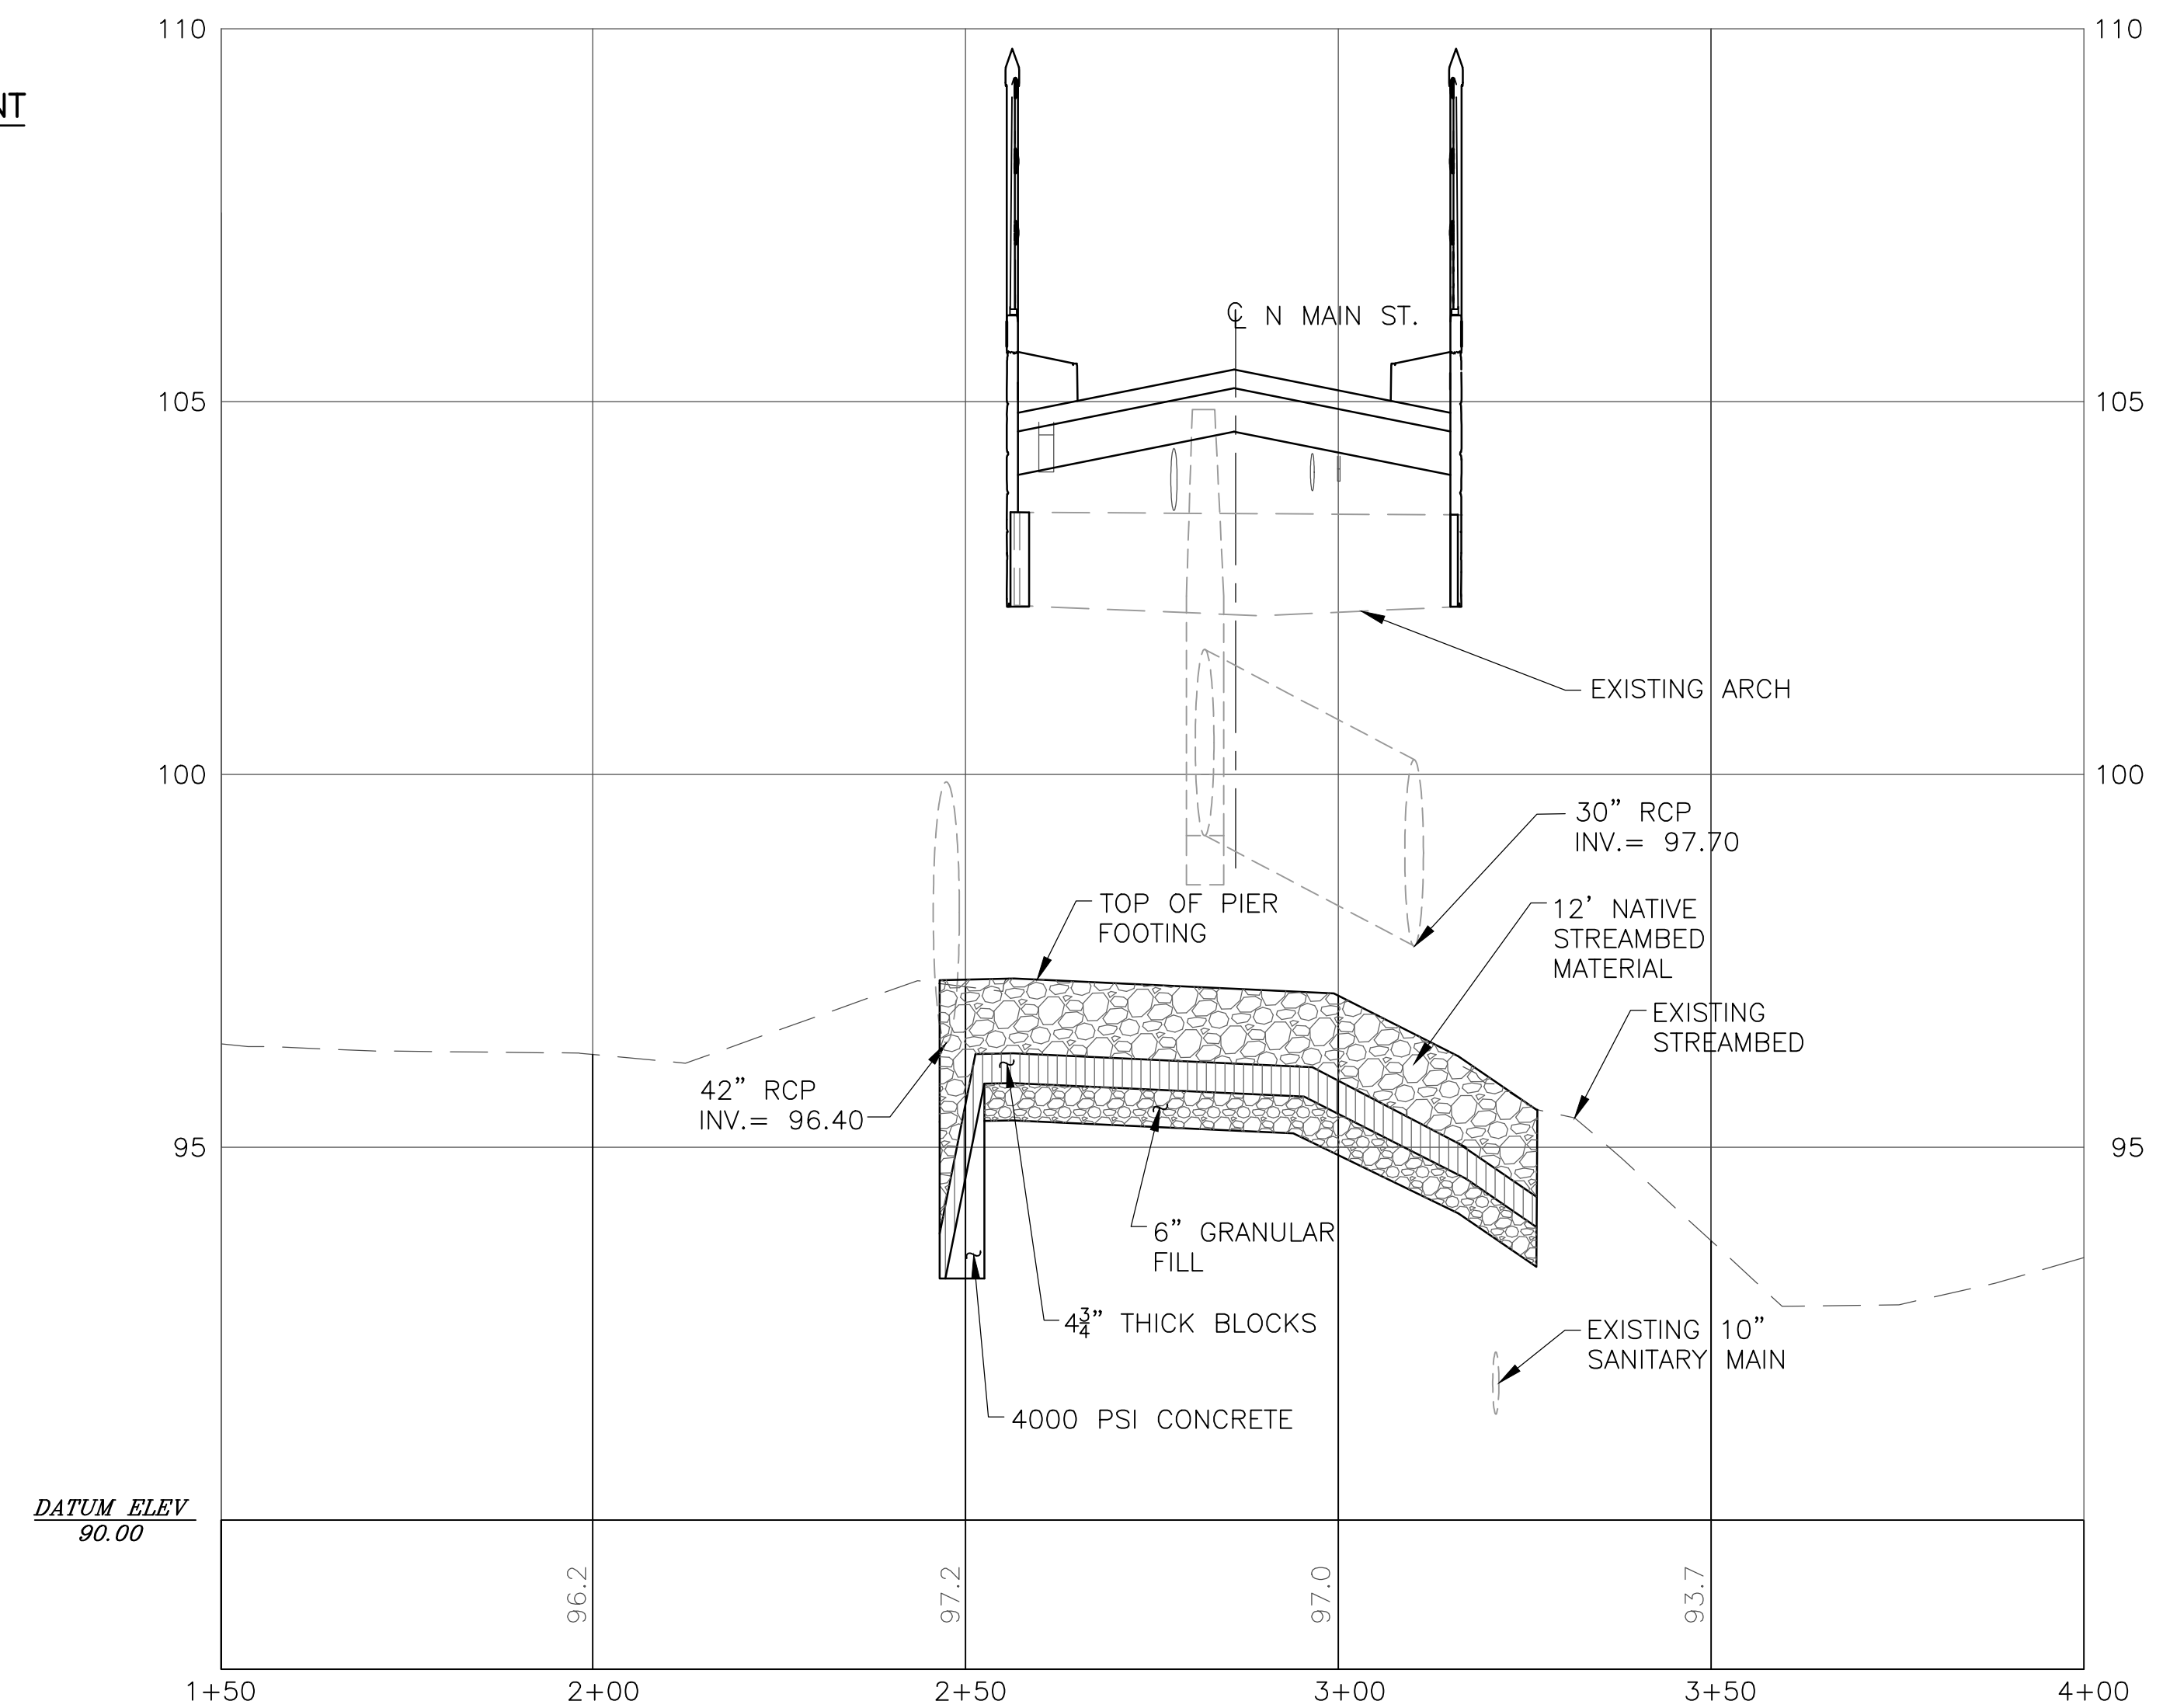 110
110
NT
℄ N MAIN ST.
105
105
EXISTING ARCH
100
100
30” RCP
INV.= 97.70
TOP OF PIER
FOOTING
12’ NATIVE
STREAMBED
MATERIAL
EXISTING
STREAMBED
42” RCP
INV.= 96.40
95
95
6” GRANULAR
FILL
4¾” THICK BLOCKS
EXISTING 10”
SANITARY MAIN
4000 PSI CONCRETE
DATUM ELEV
90.00
96.2
97.2
97.0
93.7
1+50
2+00
2+50
3+00
3+50
4+00